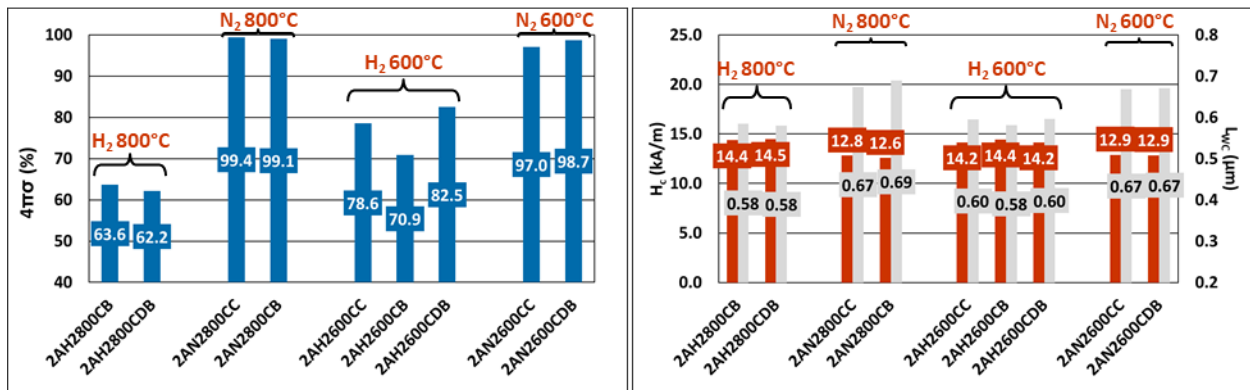 N₂ 800°C
N₂ 600°C
H₂ 600°C
H₂ 800°C
4πσ (%)
100
90
80
70
60
50
40
63.6
62.2
99.4
99.1
78.6
70.9
82.5
97.0
98.7
2AH2800CB
2AH2800CDB
2AN2800CC
2AN2800CB
2AH2600CC
2AH2600CB
2AH2600CDB
2AN2600CC
2AN2600CDB
N₂ 800°C
N₂ 600°C
H₂ 800°C
H₂ 600°C
Hc (kA/m)
25.0
20.0
15.0
10.0
5.0
0.0
14.4
14.5
12.8
12.6
14.2
14.4
14.2
12.9
12.9
0.58
0.58
0.67
0.69
0.60
0.58
0.60
0.67
0.67
0.8
0.7
0.6
0.5
0.4
0.3
0.2
LWC (μm)
2AH2800CB
2AH2800CDB
2AN2800CC
2AN2800CB
2AH2600CC
2AH2600CB
2AH2600CDB
2AN2600CC
2AN2600CDB